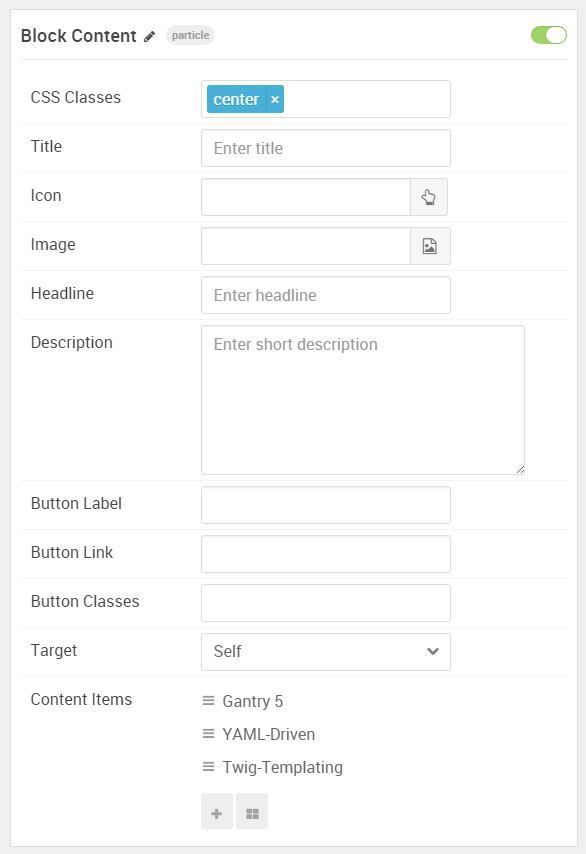 Block Content particle
CSS Classes center ×
Title Enter title
Icon
Image
Headline Enter headline
Description Enter short description
Button Label
Button Link
Button Classes
Target Self
Content Items Gantry 5
YAML-Driven
Twig-Templating